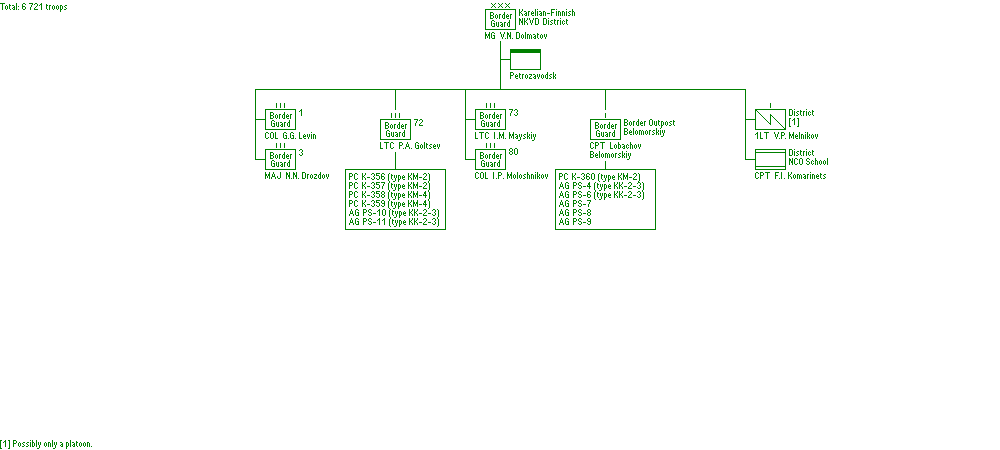 Total: 6 721 troops
XXX
Border
Guard
Karelian-Finnish
NKVD District
MG V.N. Dolmatov
Petrozavodsk
III
Border
Guard
1
COL G.G. Levin
III
Border
Guard
3
MAJ N.N. Drozdov
III
Border
Guard
72
LTC P.A. Goltsev
PC K-356 (type KM-2)
PC K-357 (type KM-2)
PC K-358 (type KM-4)
PC K-359 (type KM-4)
AG PS-10 (type KK-2-3)
AG PS-11 (type KK-2-3)
III
Border
Guard
73
LTC I.M. Mayskiy
III
Border
Guard
80
COL I.P. Moloshnikov
I
Border
Guard
Border Outpost
Belomorskiy
CPT Lobachov
Belomorskiy
PC K-360 (type KM-2)
AG PS-4 (type KK-2-3)
AG PS-6 (type KK-2-3)
AG PS-7
AG PS-8
AG PS-9
I
District
[1]
1LT V.P. Melnikov
District
NCO School
CPT F.I. Komarinets
[1] Possibly only a platoon.